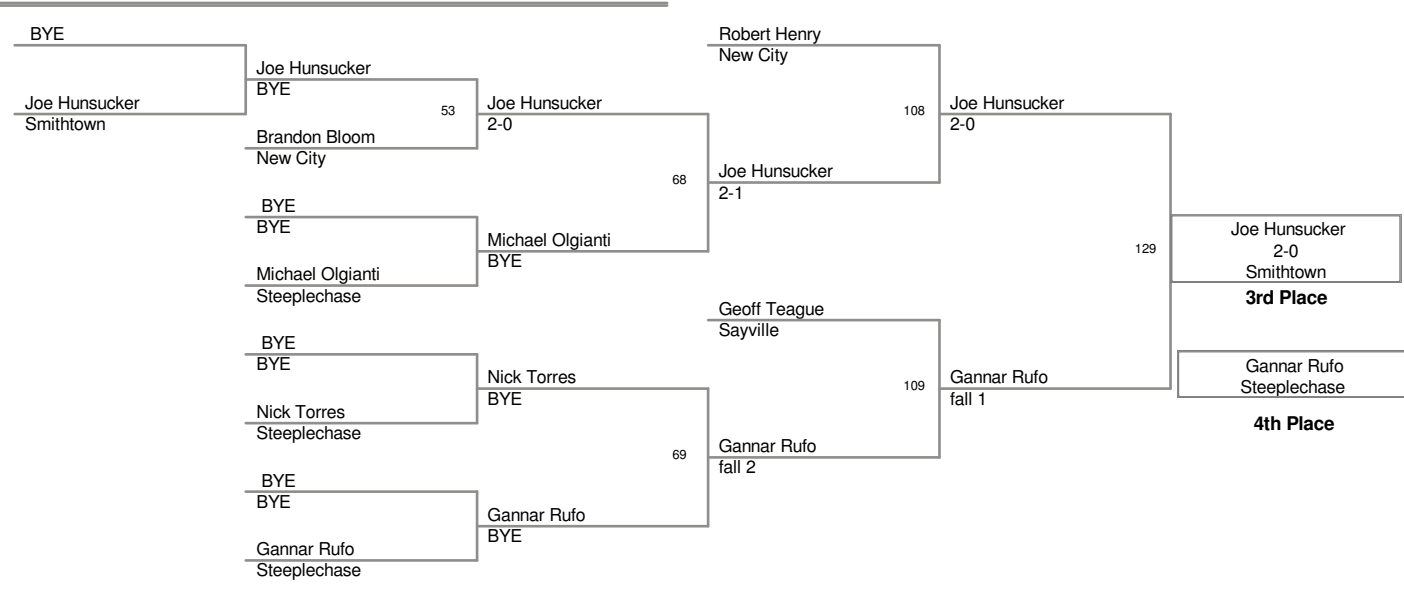 BYE
Joe Hunsucker
Smithtown
Joe Hunsucker
BYE
53
Brandon Bloom
New City
BYE
BYE
Michael Olgianti
Steeplechase
BYE
BYE
Nick Torres
Steeplechase
BYE
BYE
Gannar Rufo
Steeplechase
Joe Hunsucker
2-0
68
Michael Olgianti
BYE
Nick Torres
BYE
69
Gannar Rufo
BYE
Robert Henry
New City
108
Joe Hunsucker
2-1
Geoff Teague
Sayville
109
Gannar Rufo
fall 2
Joe Hunsucker
2-0
129
Gannar Rufo
fall 1
Joe Hunsucker
2-0
Smithtown
3rd Place
Gannar Rufo
Steeplechase
4th Place